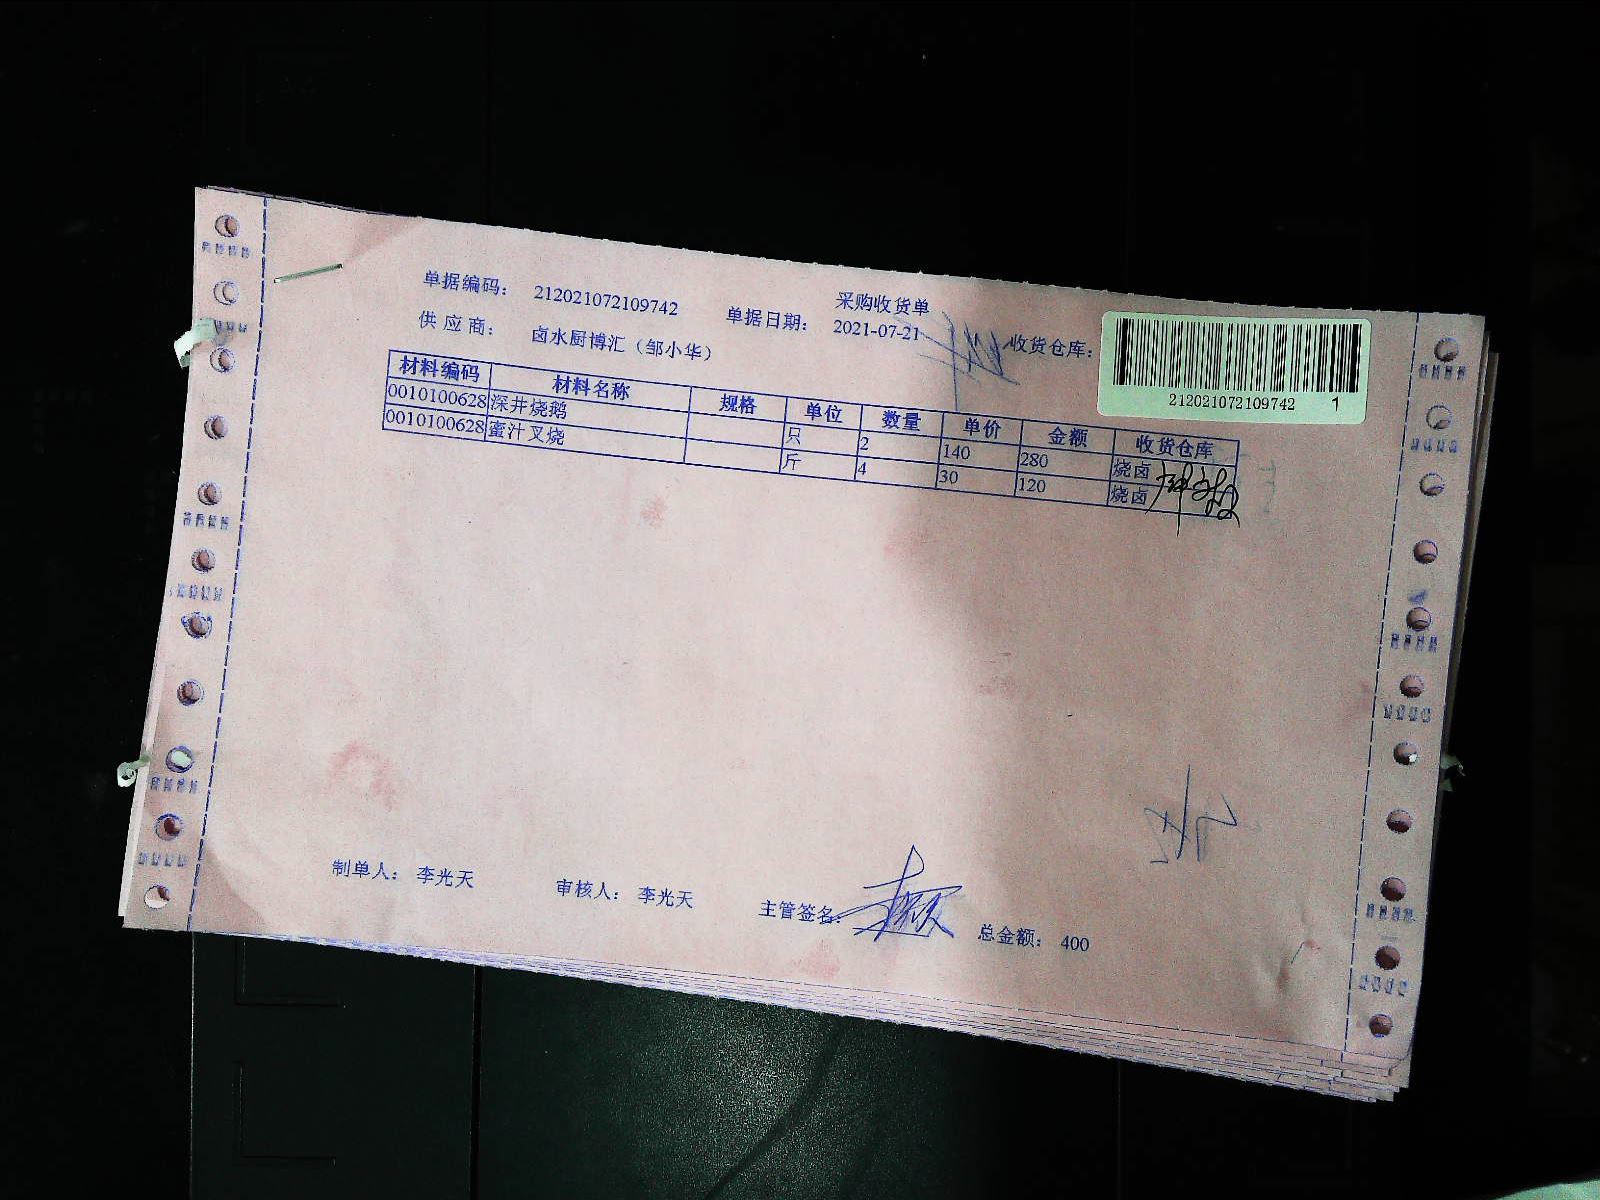 采购收货单
单据编码: 212021072109742 单据日期: 2021-07-21 收货仓库:
供应商: 卤水厨博汇（邹小华）
212021072109742 1
材料编码 材料名称 规格 单位 数量 单价 金额 收货仓库
0010100628 深井烧鹅 只 2 140 280 烧卤
0010100628 蜜汁叉烧 斤 4 30 120 烧卤
制单人: 李光天 审核人: 李光天 主管签名: 总金额: 400